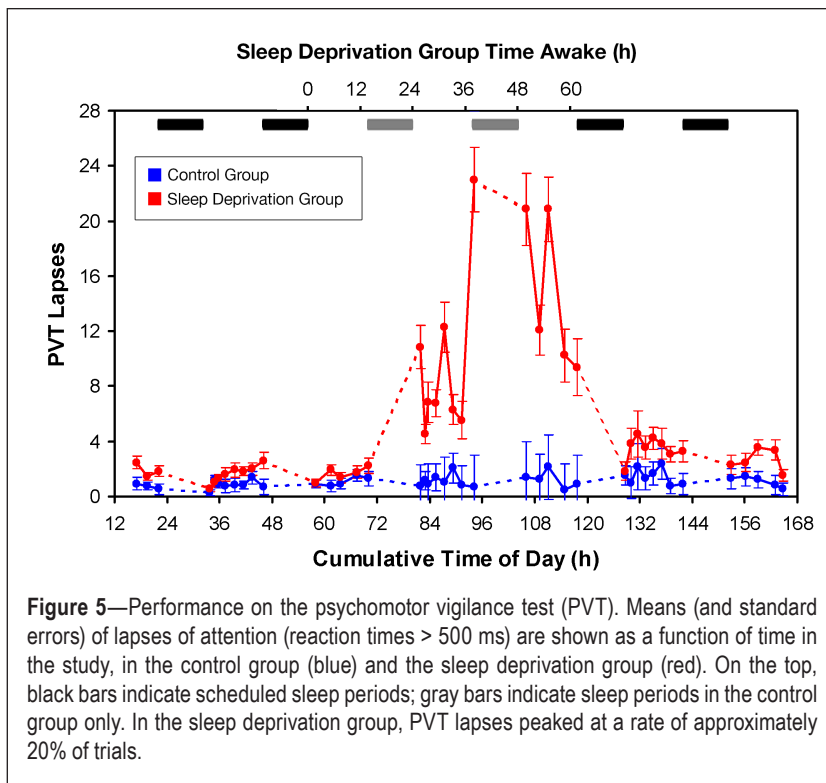 Sleep Deprivation Group Time Awake (h)
0 12 24 36 48 60
28
24
20
16
12
8
4
0
PVT Lapses
Control Group
Sleep Deprivation Group
12 24 36 48 60 72 84 96 108 120 132 144 156 168
Cumulative Time of Day (h)
Figure 5—Performance on the psychomotor vigilance test (PVT). Means (and standard
errors) of lapses of attention (reaction times > 500 ms) are shown as a function of time in
the study, in the control group (blue) and the sleep deprivation group (red). On the top,
black bars indicate scheduled sleep periods; gray bars indicate sleep periods in the control
group only. In the sleep deprivation group, PVT lapses peaked at a rate of approximately
20% of trials.